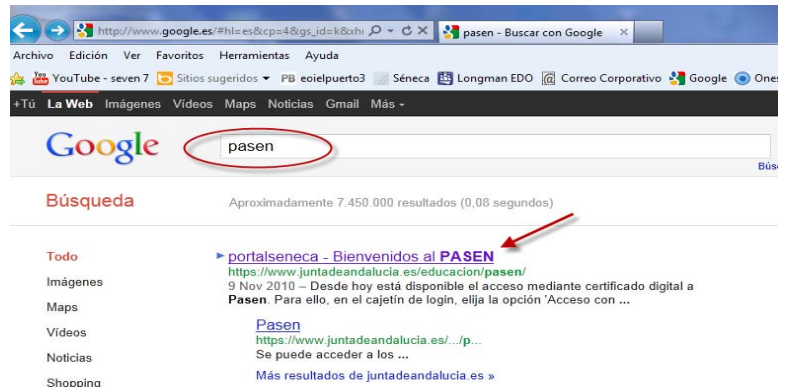 http://www.google.es/#hl=es&cp=4&gs_id=k&xhi
pasen - Buscar con Google
Archivo Edición Ver Favoritos Herramientas Ayuda
YouTube - seven 7 Sitios sugeridos PB eoielpuerto3 Séneca Longman EDO Correo Corporativo Google Ones
+Tú La Web Imágenes Vídeos Maps Noticias Gmail Más
Google pasen
Bús
Búsqueda Aproximadamente 7.450.000 resultados (0,08 segundos)
Todo
Imágenes
Maps
Vídeos
Noticias
Shopping
portalseneca - Bienvenidos al PASEN
https://www.juntadeandalucia.es/educacion/pasen/
9 Nov 2010 – Desde hoy está disponible el acceso mediante certificado digital a
Pasen. Para ello, en el cajetín de login, elija la opción 'Acceso con ...
Pasen
https://www.juntadeandalucia.es/.../p...
Se puede acceder a los ...
Más resultados de juntadeandalucia.es »